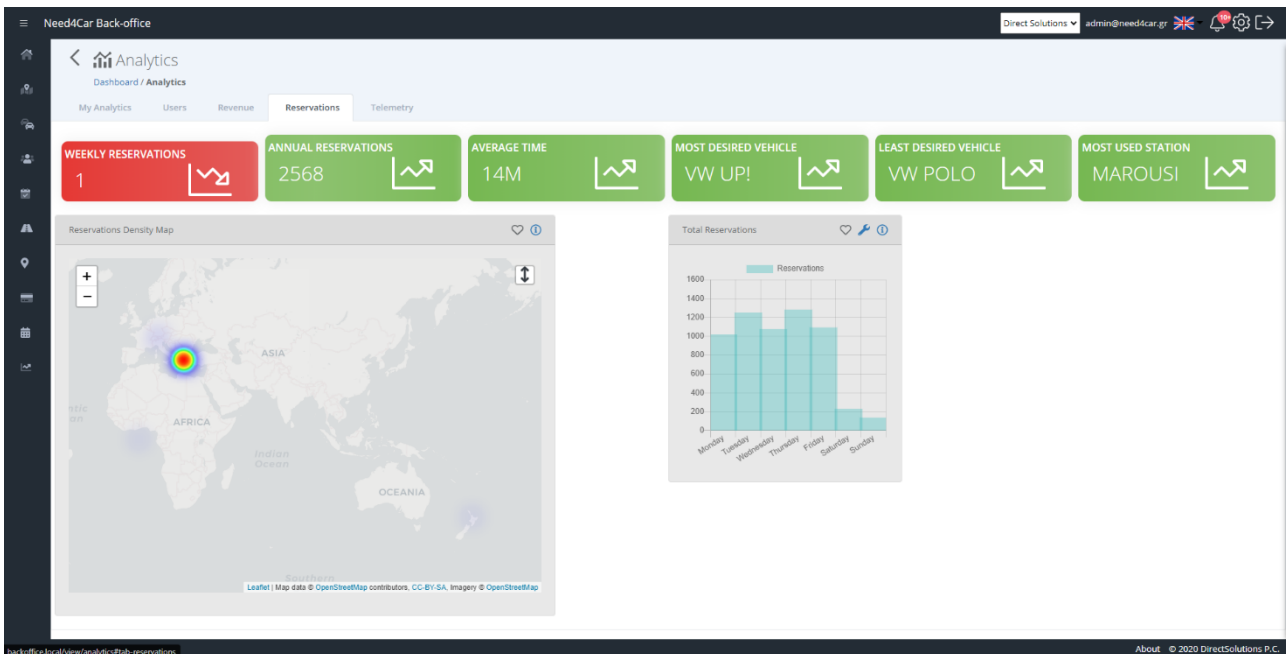 Need4Car Back-office
Direct Solutions
admin@need4car.gr
10+
Analytics
Dashboard / Analytics
My Analytics
Users
Revenue
Reservations
Telemetry
WEEKLY RESERVATIONS
1
ANNUAL RESERVATIONS
2568
AVERAGE TIME
14M
MOST DESIRED VEHICLE
VW UP!
LEAST DESIRED VEHICLE
VW POLO
MOST USED STATION
MAROUSI
Reservations Density Map
+
−
ASIA
AFRICA
Indian
Ocean
OCEANIA
Southern
Leaflet | Map data © OpenStreetMap contributors, CC-BY-SA, Imagery © OpenStreetMap
Total Reservations
Reservations
1600
1400
1200
1000
800
600
400
200
0
Monday
Tuesday
Wednesday
Thursday
Friday
Saturday
Sunday
backoffice.local/view/analytics#tab-reservations
About © 2020 DirectSolutions P.C.